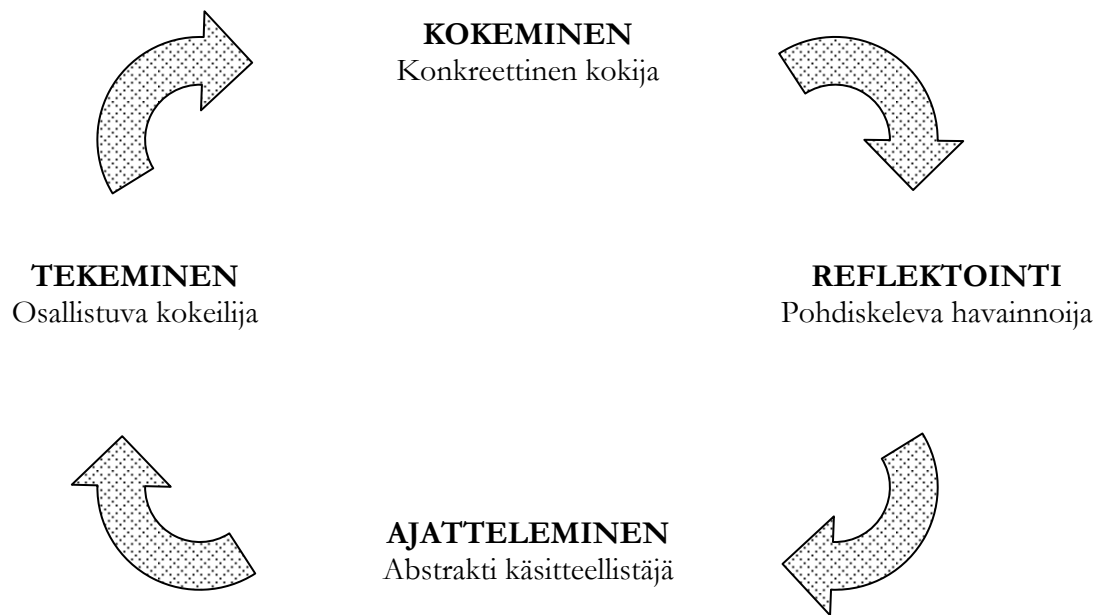 KOKEMINEN
Konkreettinen kokija
TEKEMINEN
Osallistuva kokeilija
REFLEKTOINTI
Pohdiskeleva havainnoija
AJATTELEMINEN
Abstrakti käsitteellistäjä